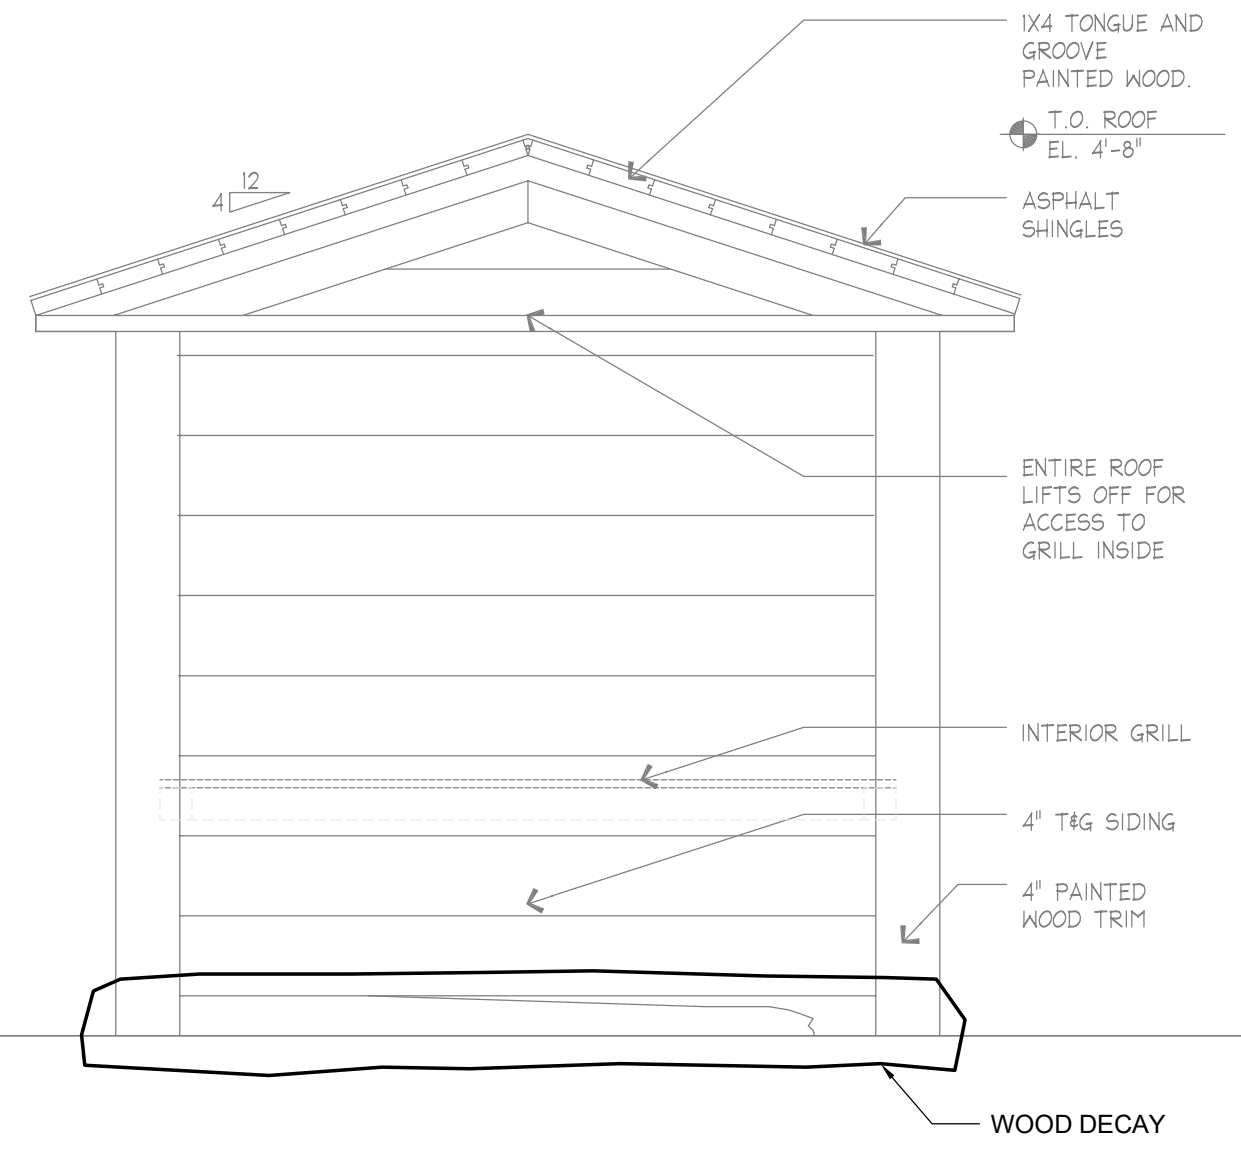 1X4 TONGUE AND
GROOVE
PAINTED WOOD.
T.O. ROOF
EL. 4'-8"
12
4
ASPHALT
SHINGLES
ENTIRE ROOF
LIFTS OFF FOR
ACCESS TO
GRILL INSIDE
INTERIOR GRILL
4" T&G SIDING
4" PAINTED
WOOD TRIM
WOOD DECAY